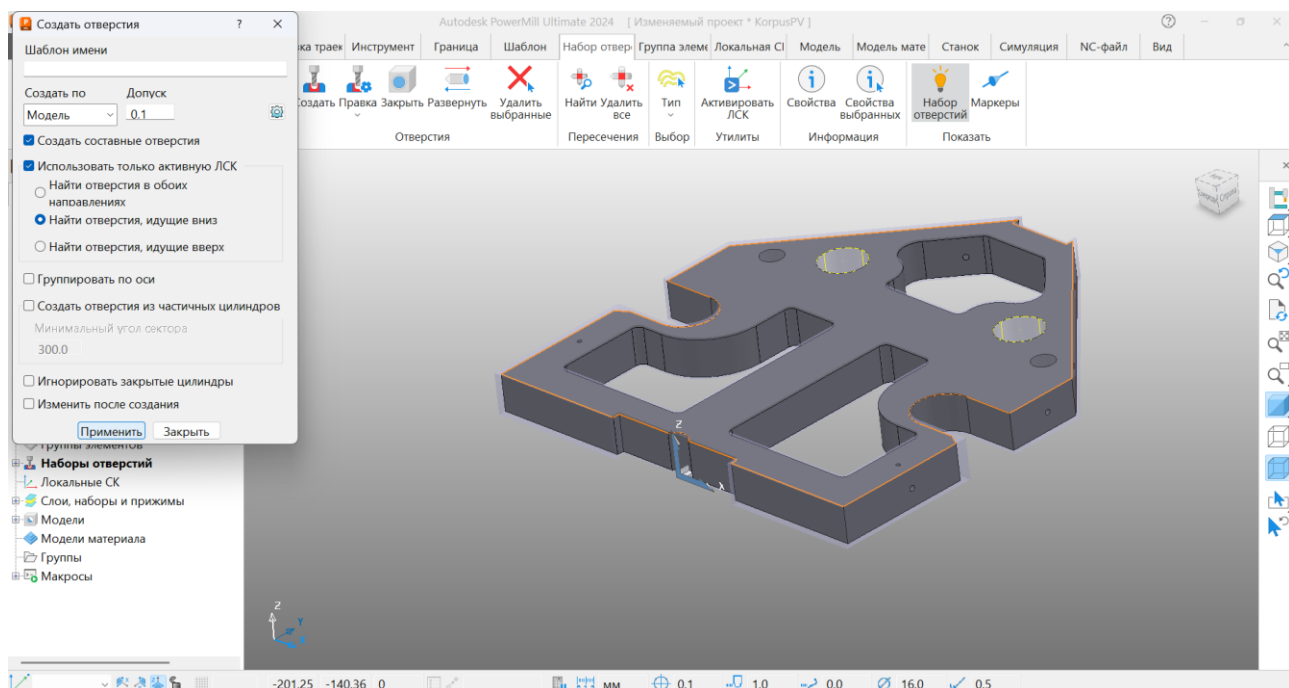 Создать отверстия ? ×
Autodesk PowerMill Ultimate 2024 [ Изменяемый проект * KorpusPV ]
Шаблон имени
Создать по
Допуск
Модель
0.1
Создать составные отверстия
Использовать только активную ЛСК
Найти отверстия в обоих
направлениях
Найти отверстия, идущие вниз
Найти отверстия, идущие вверх
Группировать по оси
Создать отверстия из частичных цилиндров
Минимальный угол сектора
300.0
Игнорировать закрытые цилиндры
Изменить после создания
Применить
Закрыть
ка траек Инструмент Граница Шаблон Набор отвер Группа элеме Локальная СІ Модель Модель мате Станок Симуляция NC-файл Вид
оздать Правка Закрыть Развернуть Удалить
выбранные
Найти Удалить
все
Тип
Активировать
ЛСК
Свойства Свойства
выбранных
Набор
отверстий
Маркеры
Отверстия Пересечения Выбор Утилиты Информация Показать
Группы элементов
Наборы отверстий
Локальные СК
Слои, наборы и прижимы
Модели
Модели материала
Группы
Макросы
Z
X
Z
Y
X
-201.25 -140.36 0
мм
0.1
1.0
0.0
16.0
0.5